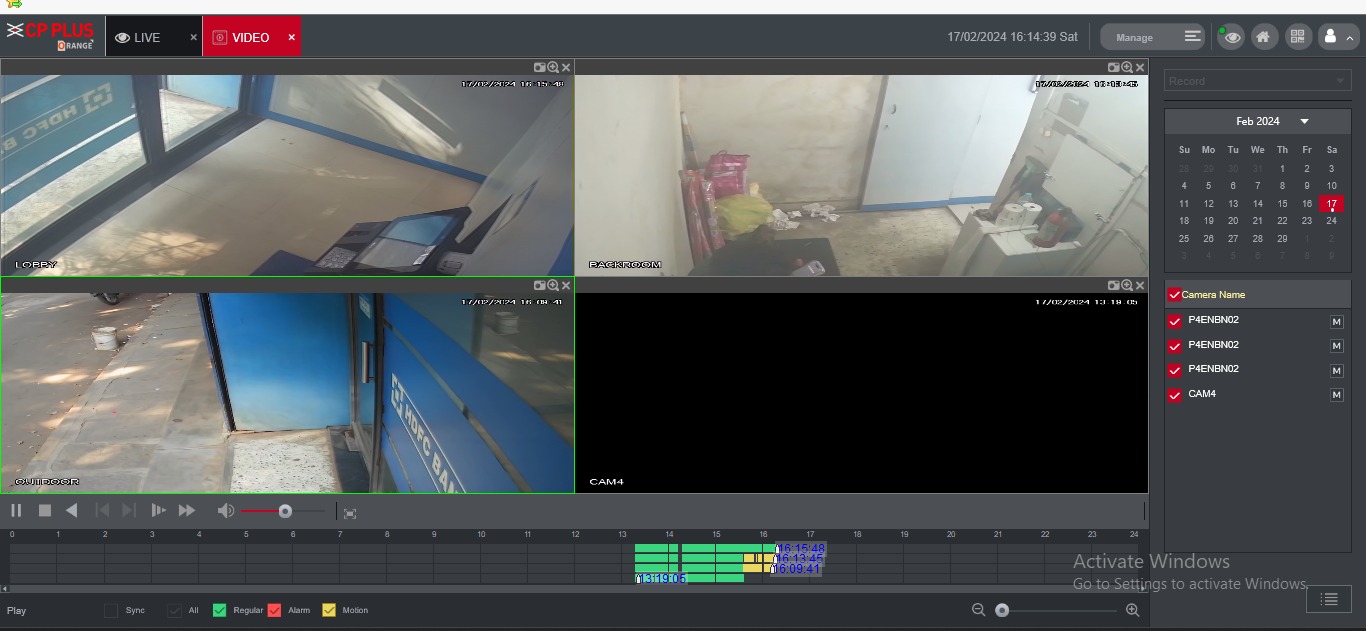 CP PLUS
ORANGE
LIVE ×
VIDEO ×
17/02/2024 16:14:39 Sat
Manage
17/02/2024 16:15:48
17/02/2024 16:13:45
HDFC BA
LOBBY
BACKROOM
17/02/2024 16:09:41
17/02/2024 13:19:05
HDFC BAN
OUTDOOR
CAM4
Record
Feb 2024
Su Mo Tu We Th Fr Sa
28 29 30 31 1 2 3
4 5 6 7 8 9 10
11 12 13 14 15 16 17
18 19 20 21 22 23 24
25 26 27 28 29 1 2
3 4 5 6 7 8 9
Camera Name
P4ENBN02 M
P4ENBN02 M
P4ENBN02 M
CAM4 M
0 1 2 3 4 5 6 7 8 9 10 11 12 13 14 15 16 17 18 19 20 21 22 23 24
16:15:48
16:13:45
16:09:41
13:19:05
Activate Windows
Go to Settings to activate Windows.
Play Sync All Regular Alarm Motion